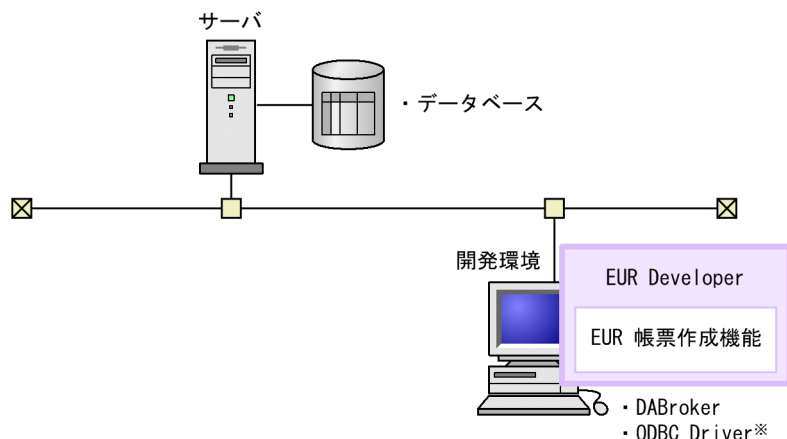 サーバ
・データベース
開発環境
EUR Developer
EUR 帳票作成機能
・DABroker
・ODBC Driver※